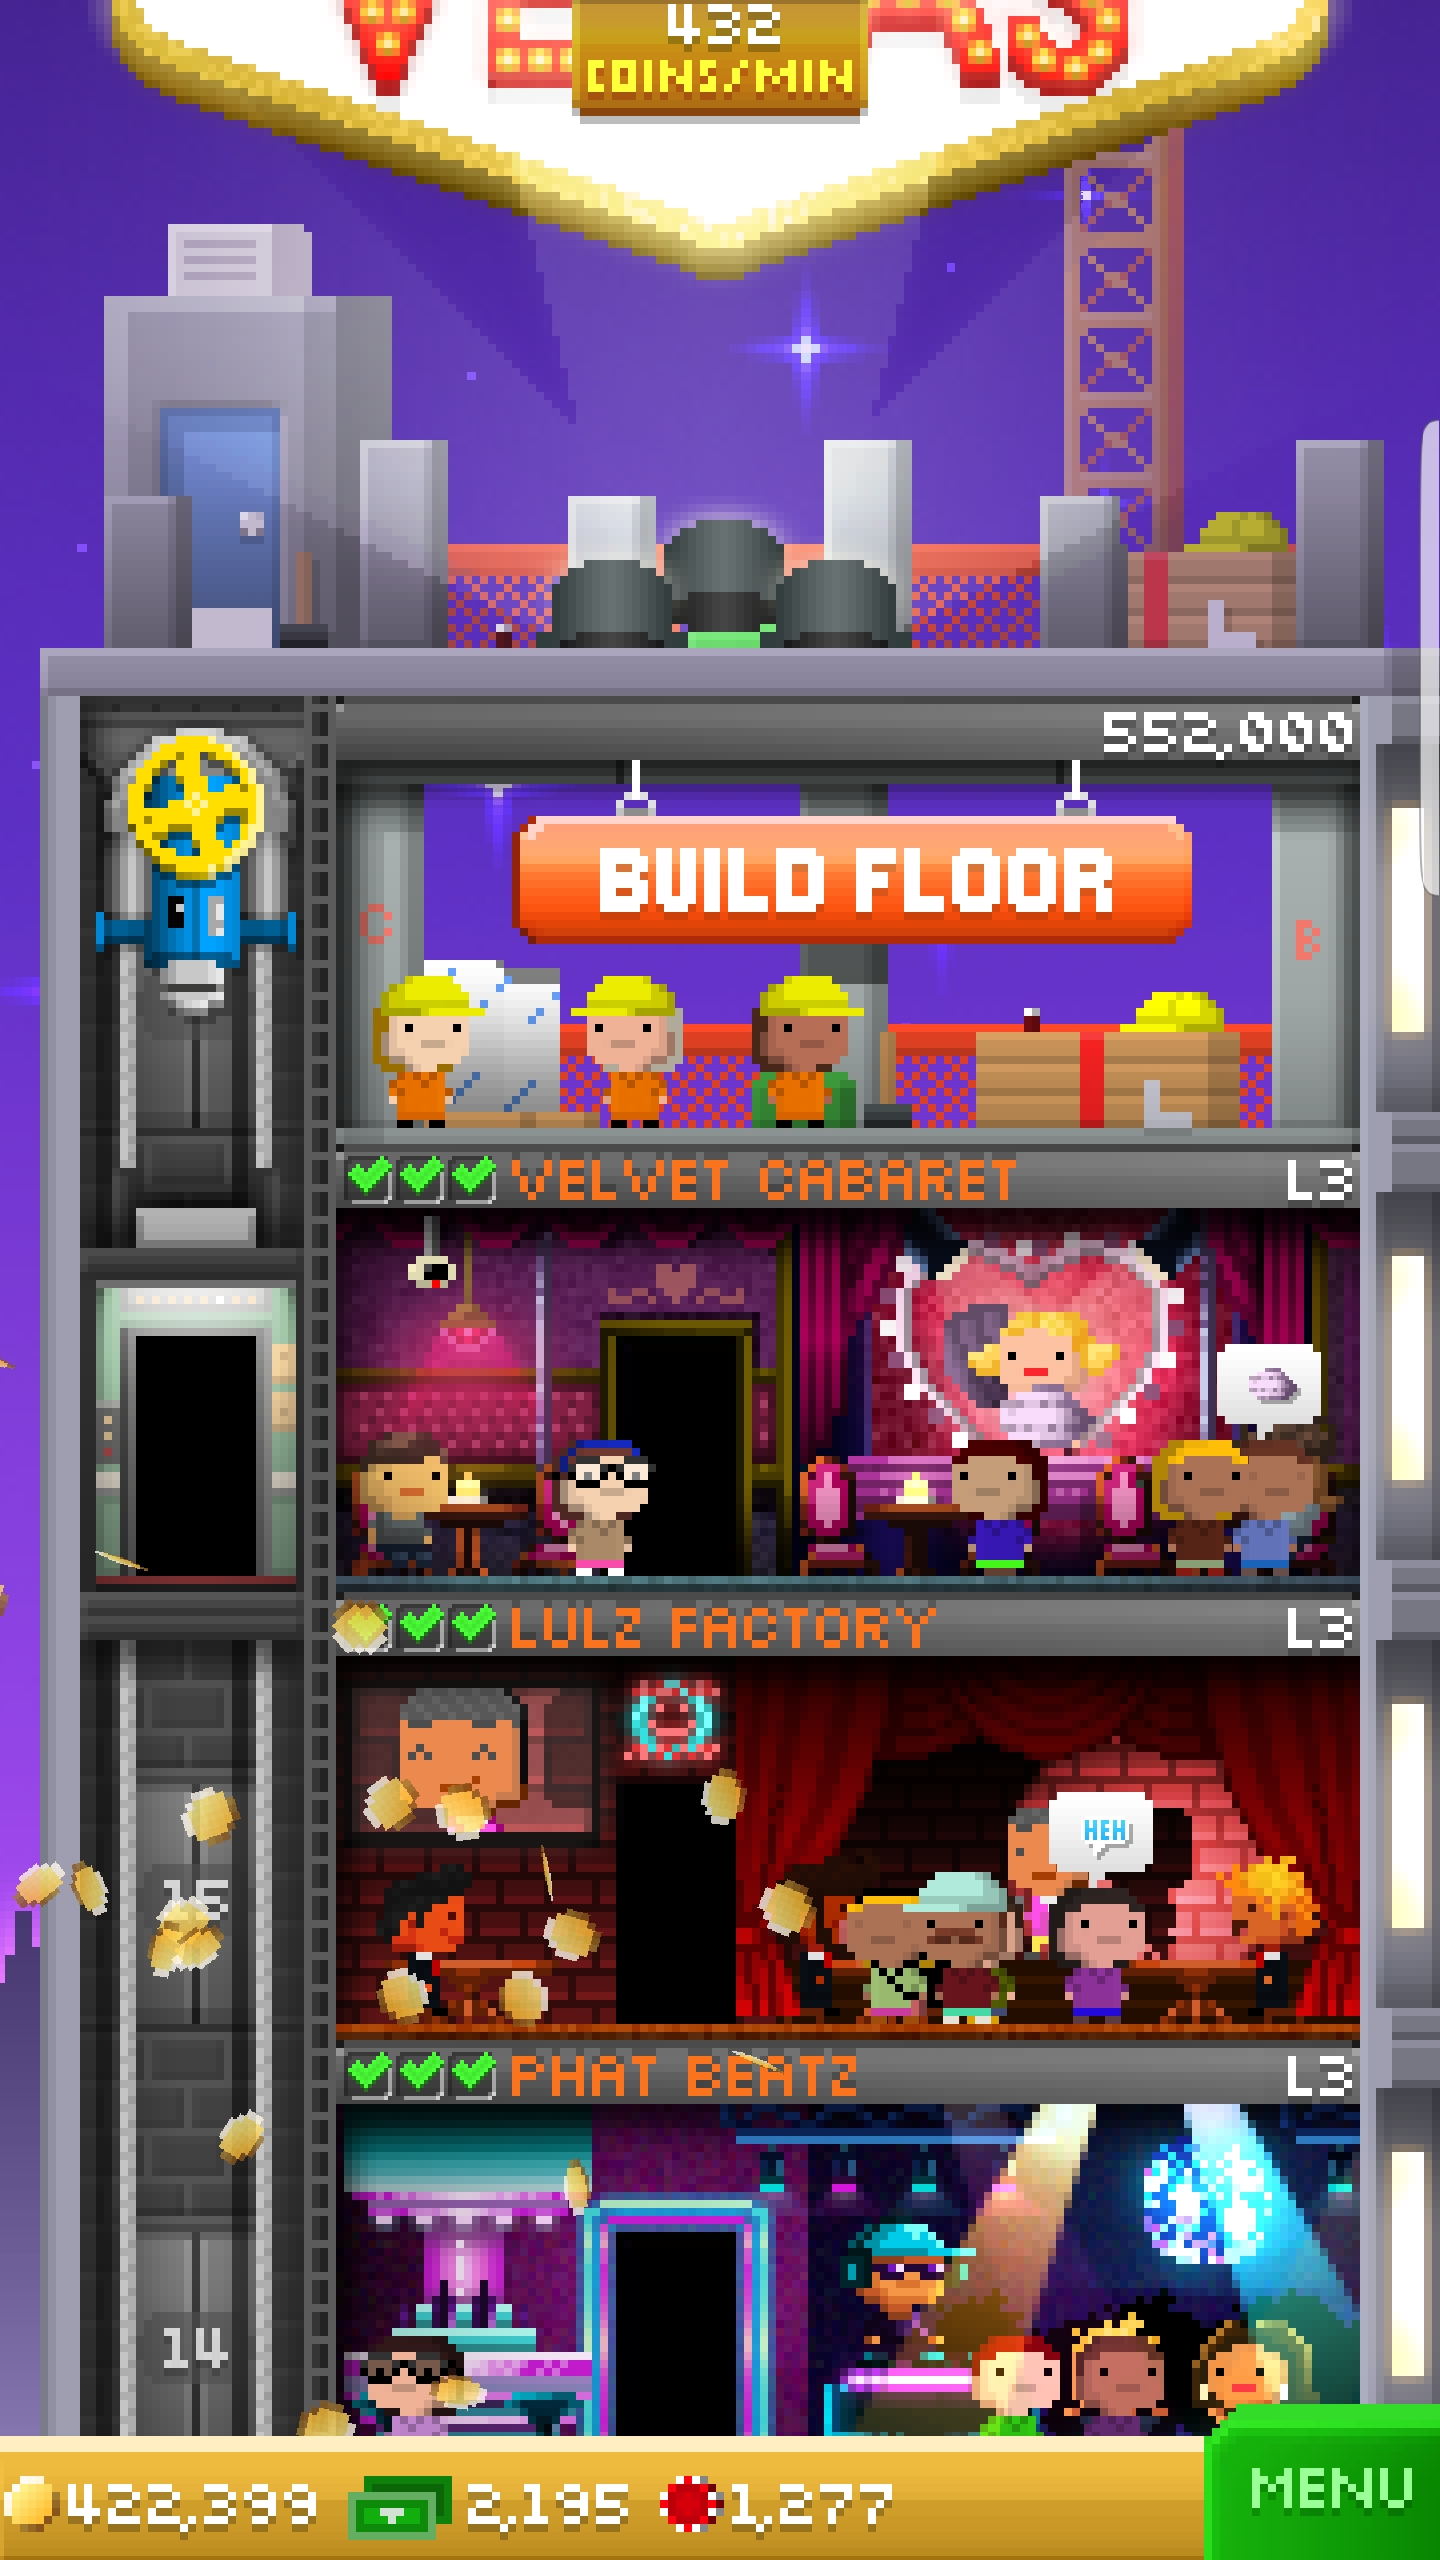 VEGAS
432
COINS/MIN
552,000
BUILD FLOOR
C
B
VELVET CABARET L3
LULZ FACTORY L3
HEH
15
PHAT BEATZ L3
14
422,399 2,195 1,277
MENU